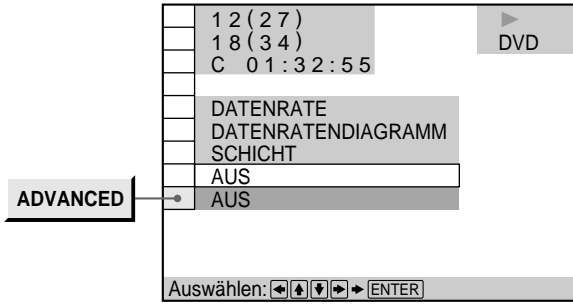 12(27)
18(34)
C 01:32:55
DVD
DATENRATE
DATENRATENDIAGRAMM
SCHICHT
AUS
ADVANCED
AUS
Auswählen: ENTER